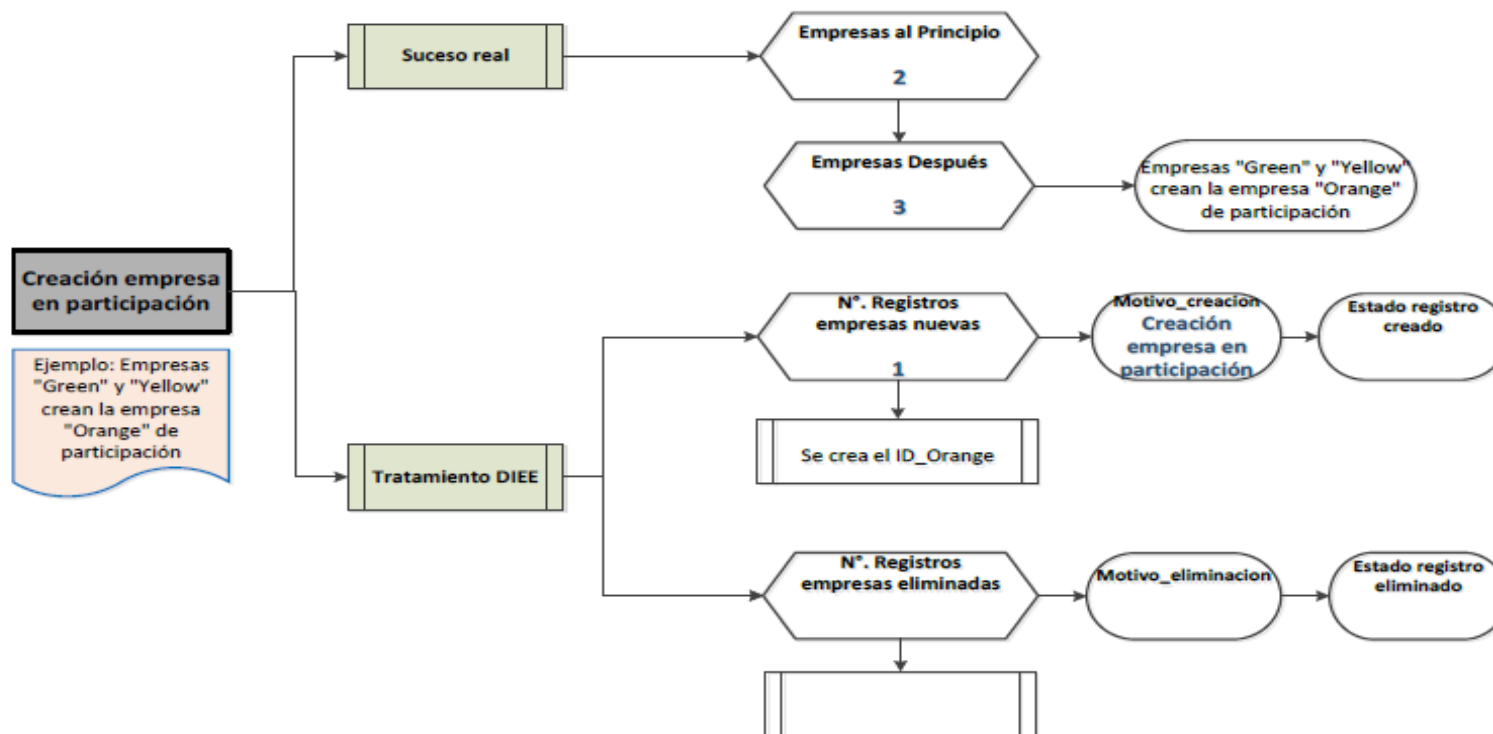 Suceso real
Empresas al Principio
2
Empresas Después
3
Empresas "Green" y "Yellow"
crean la empresa "Orange"
de participación
Creación empresa
en participación
Ejemplo: Empresas
"Green" y "Yellow"
crean la empresa
"Orange" de
participación
Tratamiento DIEE
N°. Registros
empresas nuevas
1
Motivo_creacion
Creación
empresa en
participación
Estado registro
creado
Se crea el ID_Orange
N°. Registros
empresas eliminadas
Motivo_eliminacion
Estado registro
eliminado